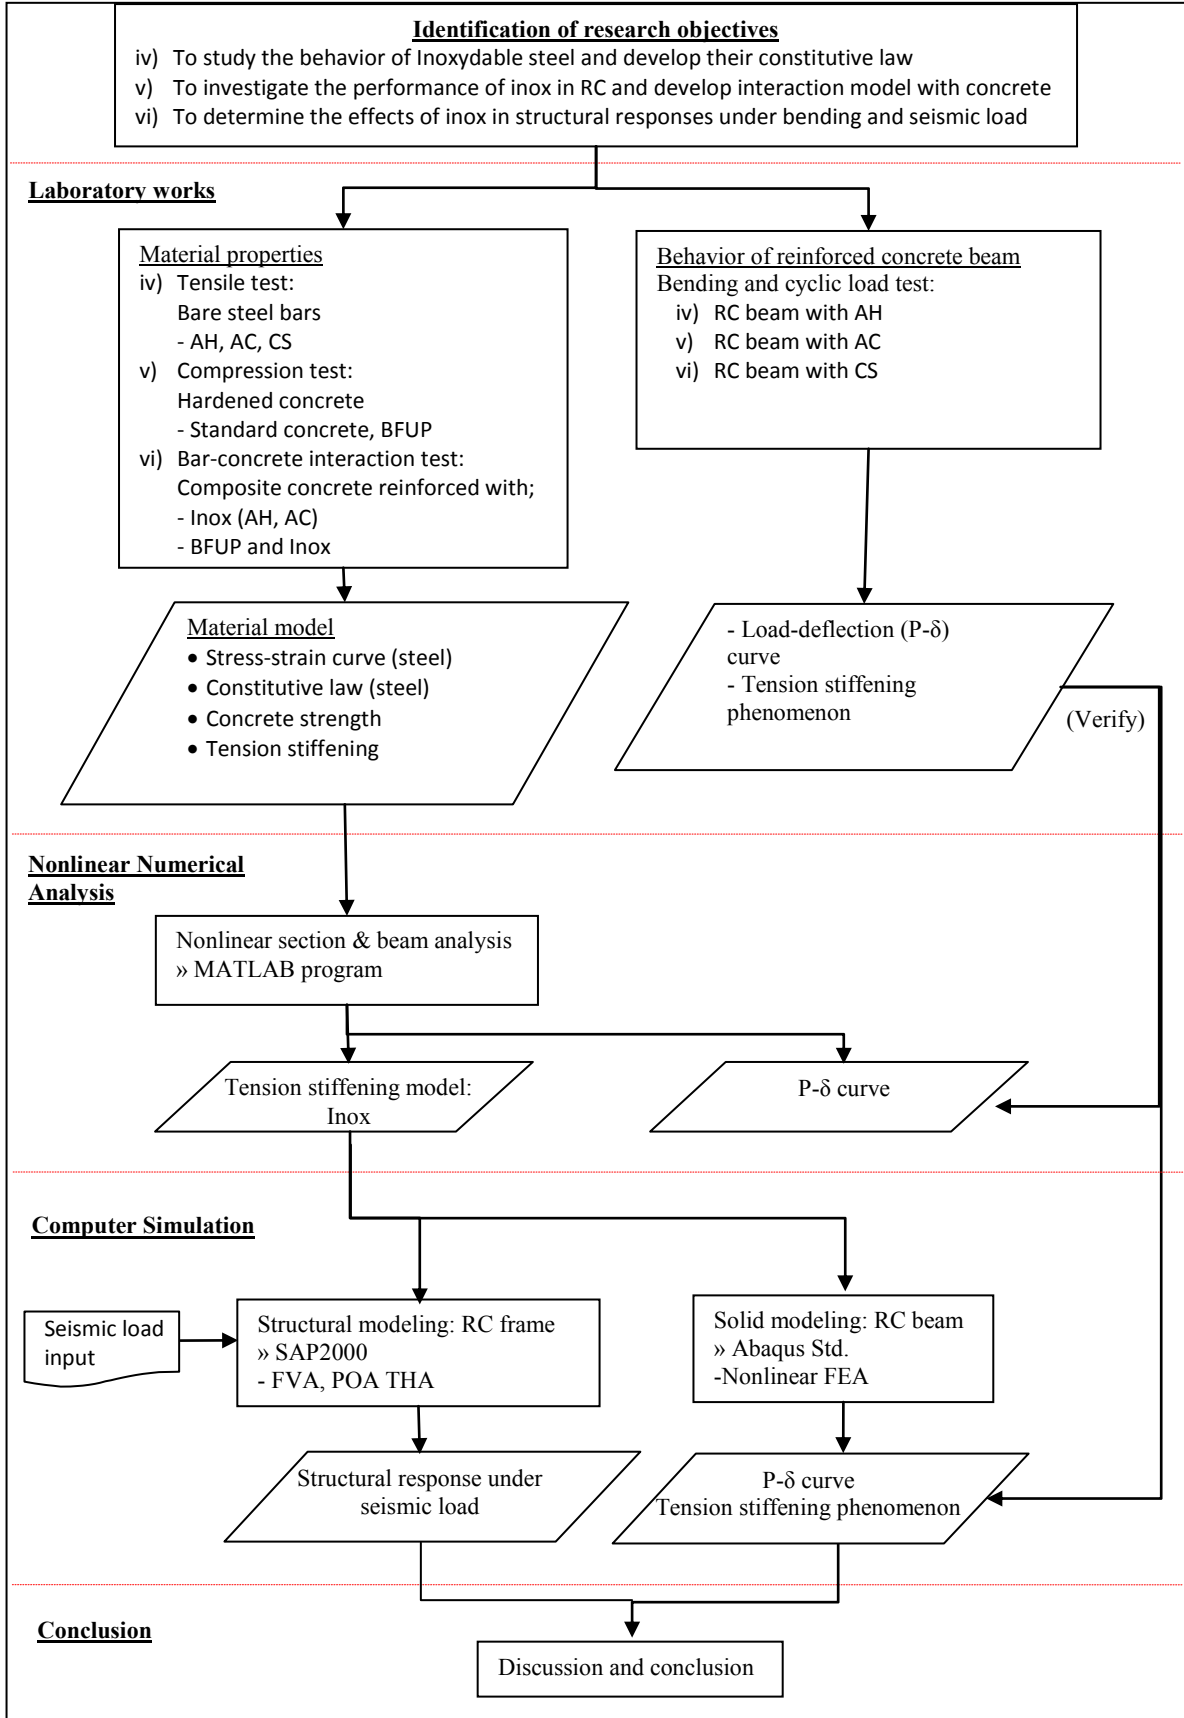 Identification of research objectives
iv) To study the behavior of Inoxydable steel and develop their constitutive law
v) To investigate the performance of inox in RC and develop interaction model with concrete
vi) To determine the effects of inox in structural responses under bending and seismic load
Laboratory works
Material properties
iv) Tensile test:
Bare steel bars
- AH, AC, CS
v) Compression test:
Hardened concrete
- Standard concrete, BFUP
vi) Bar-concrete interaction test:
Composite concrete reinforced with;
- Inox (AH, AC)
- BFUP and Inox
Behavior of reinforced concrete beam
Bending and cyclic load test:
iv) RC beam with AH
v) RC beam with AC
vi) RC beam with CS
Material model
• Stress-strain curve (steel)
• Constitutive law (steel)
• Concrete strength
• Tension stiffening
- Load-deflection (P-δ)
curve
- Tension stiffening
phenomenon
(Verify)
Nonlinear Numerical
Analysis
Nonlinear section & beam analysis
» MATLAB program
Tension stiffening model:
Inox
P-δ curve
Computer Simulation
Seismic load
input
Structural modeling: RC frame
» SAP2000
- FVA, POA THA
Solid modeling: RC beam
» Abaqus Std.
-Nonlinear FEA
Structural response under
seismic load
P-δ curve
Tension stiffening phenomenon
Conclusion
Discussion and conclusion